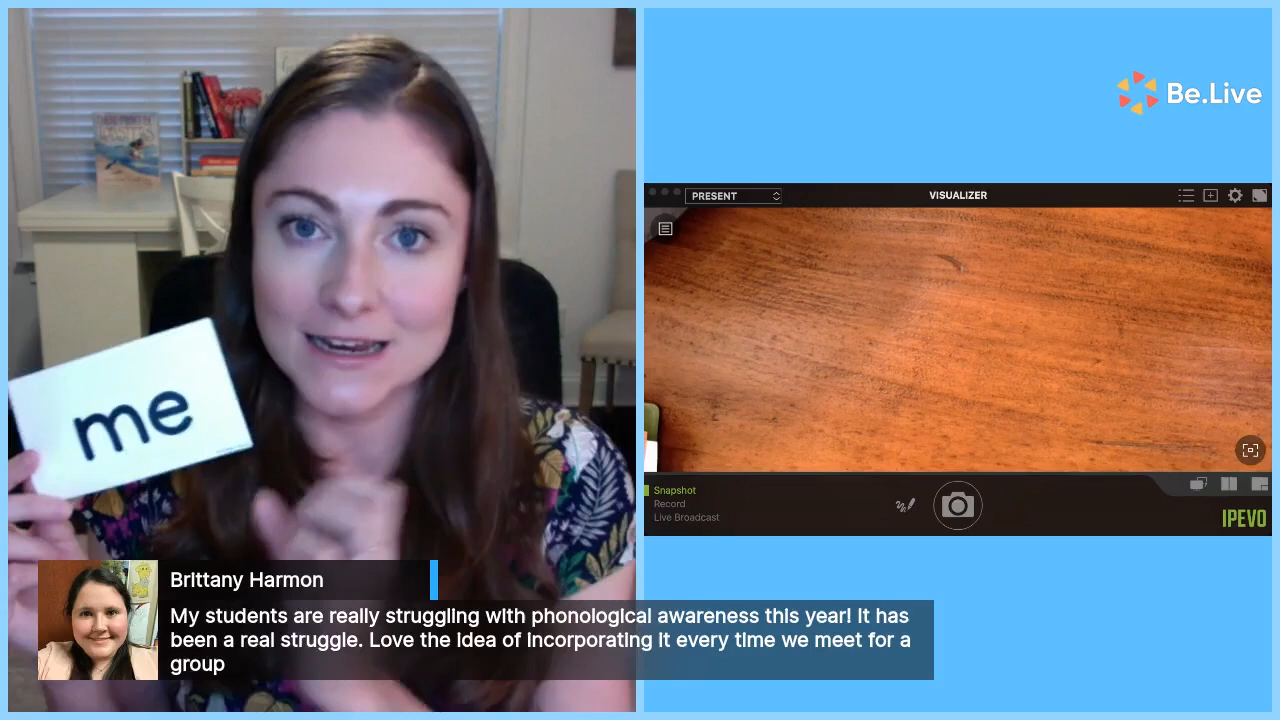 me
Be.Live
PRESENT
VISUALIZER
Snapshot
Record
Live Broadcast
IPEVO
Brittany Harmon
My students are really struggling with phonological awareness this year! It has
been a real struggle. Love the idea of incorporating it every time we meet for a
group